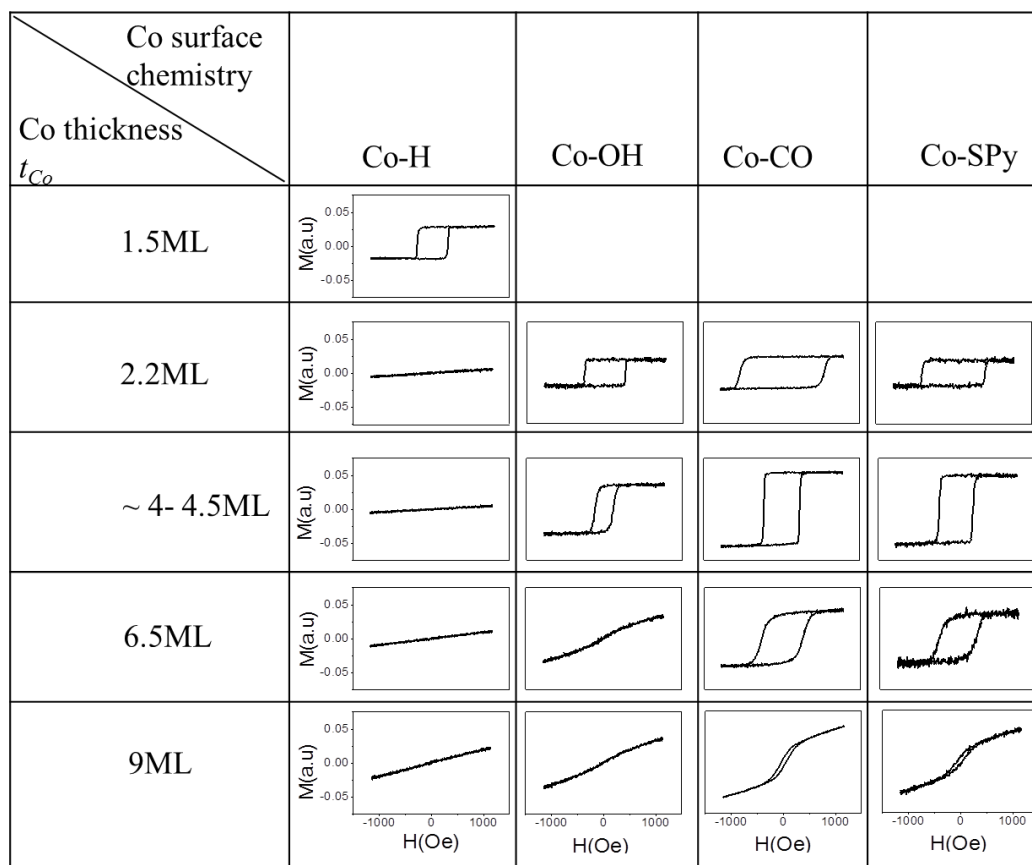 Co surface
chemistry
Co thickness
t_Co
Co-H
Co-OH
Co-CO
Co-SPy
1.5ML
M(a.u)
0.05
0.00
-0.05
2.2ML
M(a.u)
0.05
0.00
-0.05
~ 4- 4.5ML
M(a.u)
0.05
0.00
-0.05
6.5ML
M(a.u)
0.05
0.00
-0.05
9ML
M(a.u)
0.05
0.00
-0.05
-1000 0 1000
H(Oe)
-1000 0 1000
H(Oe)
-1000 0 1000
H(Oe)
-1000 0 1000
H(Oe)